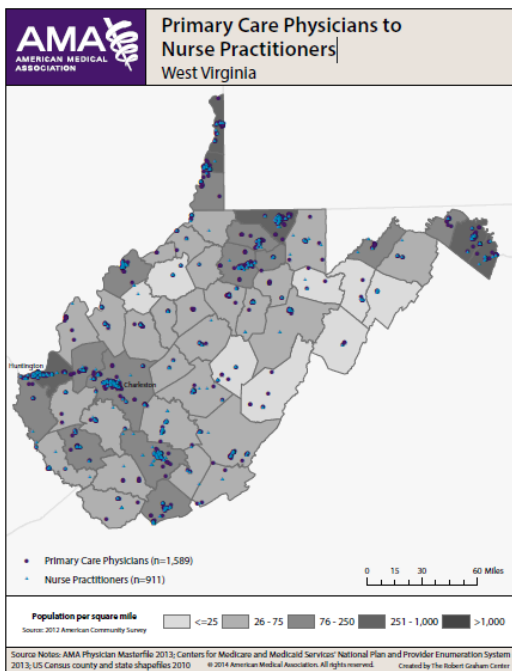 AMA
AMERICAN MEDICAL
ASSOCIATION
Primary Care Physicians to
Nurse Practitioners
West Virginia
Huntington
Charleston
Primary Care Physicians (n=1,589)
Nurse Practitioners (n=911)
0 15 30 60 Miles
Population per square mile
Source: 2012 American Community Survey
<=25 26 - 75 76 - 250 251 - 1,000 >1,000
Source Notes: AMA Physician Masterfile 2013; Centers for Medicare and Medicaid Services' National Plan and Provider Enumeration System
2013; US Census county and state shapefiles 2010 © 2014 American Medical Association. All rights reserved. Created by The Robert Graham Center